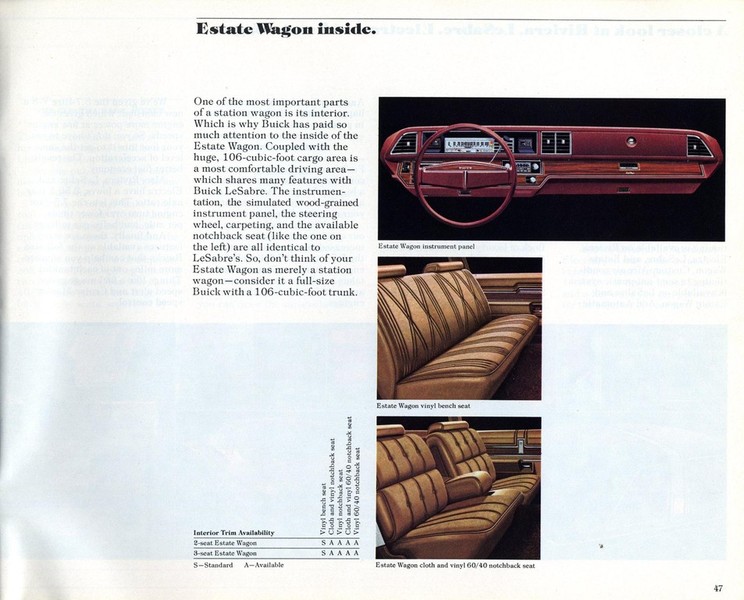 Estate Wagon inside.
One of the most important parts
of a station wagon is its interior.
Which is why Buick has paid so
much attention to the inside of the
Estate Wagon. Coupled with the
huge, 106-cubic-foot cargo area is
a most comfortable driving area—
which shares many features with
Buick LeSabre. The instrumen-
tation, the simulated wood-grained
instrument panel, the steering
wheel, carpeting, and the available
notchback seat (like the one on
the left) are all identical to
LeSabre's. So, don't think of your
Estate Wagon as merely a station
wagon—consider it a full-size
Buick with a 106-cubic-foot trunk.
Estate Wagon instrument panel
Estate Wagon vinyl bench seat
Estate Wagon cloth and vinyl 60/40 notchback seat
Vinyl bench seat
Cloth and vinyl notchback seat
Vinyl notchback seat
Cloth and vinyl 60/40 notchback seat
Vinyl 60/40 notchback seat
Interior Trim Availability
2-seat Estate Wagon S A A A A
3-seat Estate Wagon S A A A A
S—Standard A—Available
47